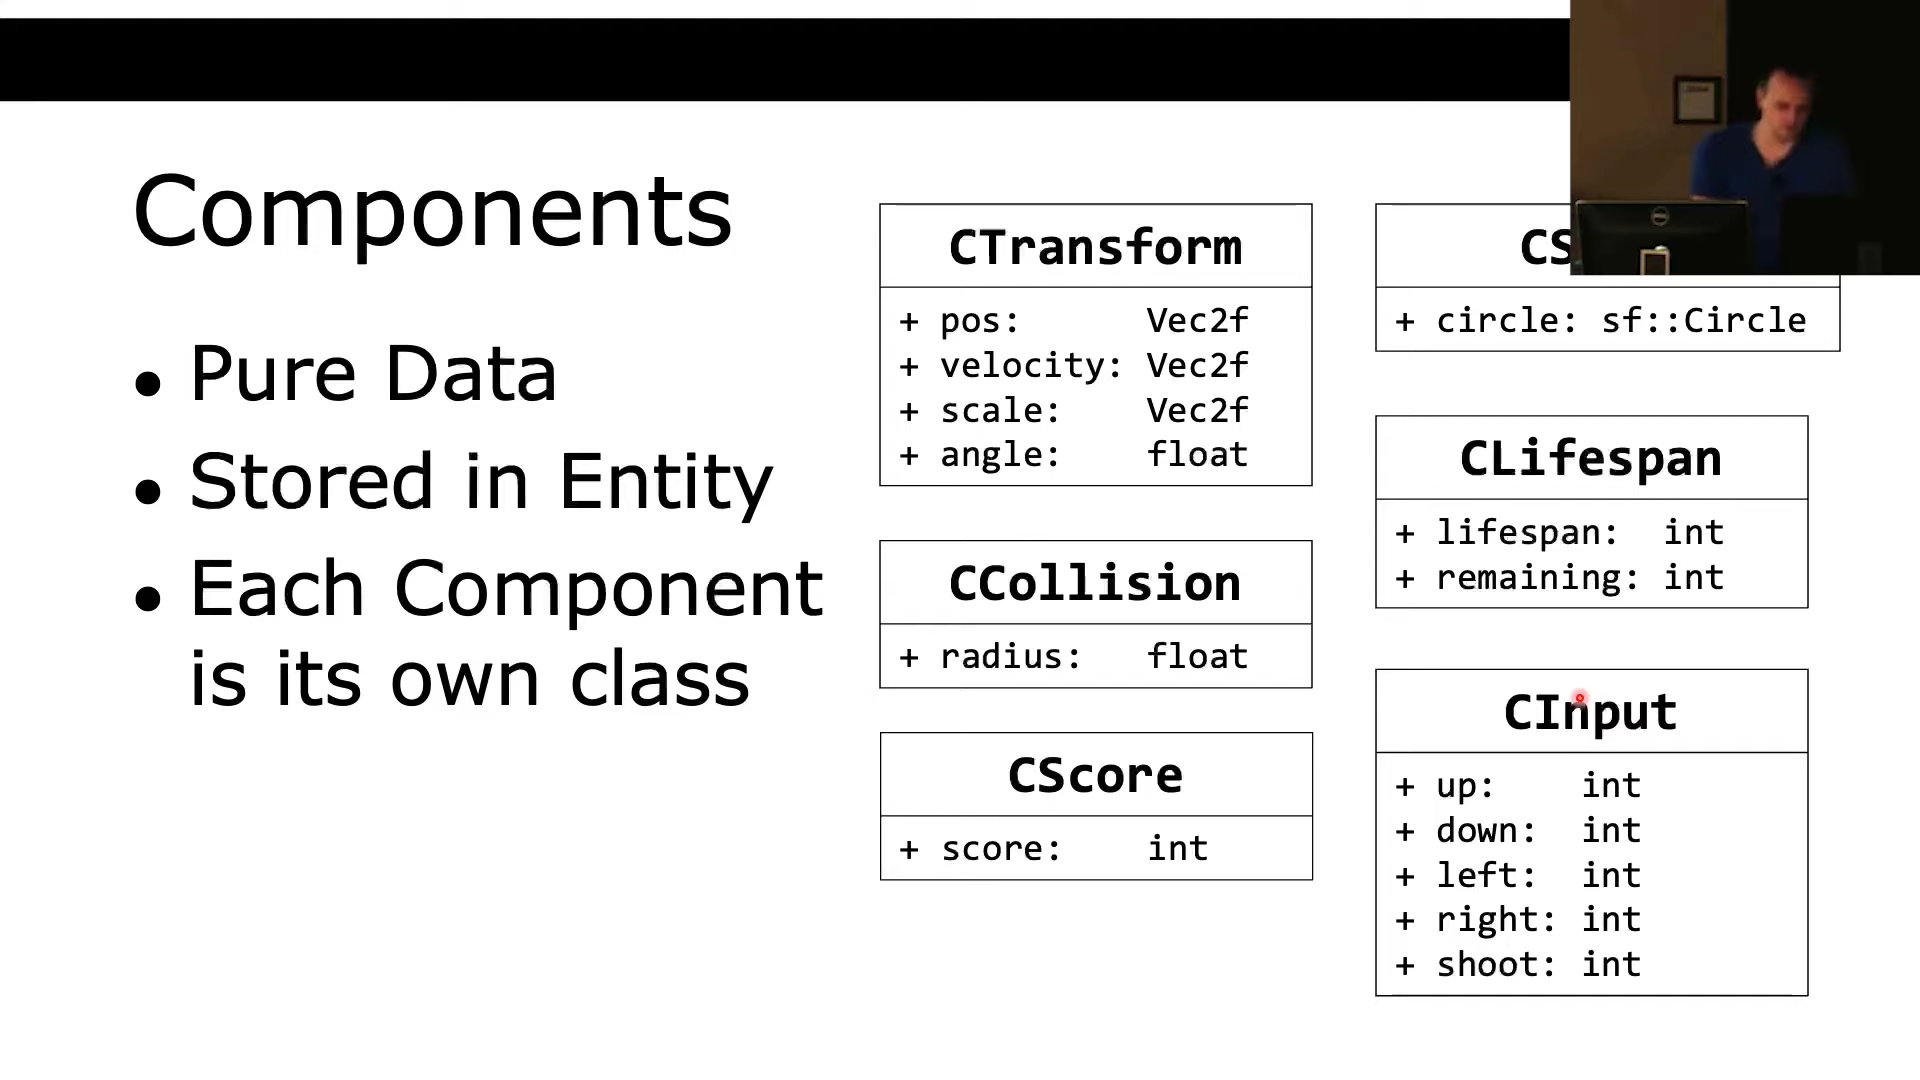 Components
• Pure Data
• Stored in Entity
• Each Component
is its own class
CTransform
+ pos: Vec2f
+ velocity: Vec2f
+ scale: Vec2f
+ angle: float
CCollision
+ radius: float
CScore
+ score: int
+ circle: sf::Circle
CLifespan
+ lifespan: int
+ remaining: int
CInput
+ up: int
+ down: int
+ left: int
+ right: int
+ shoot: int